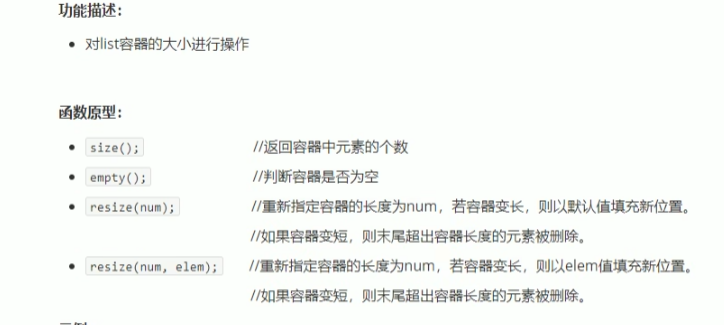 功能描述：
对list容器的大小进行操作
函数原型：
size(); //返回容器中元素的个数
empty(); //判断容器是否为空
resize(num); //重新指定容器的长度为num，若容器变长，则以默认值填充新位置。
//如果容器变短，则末尾超出容器长度的元素被删除。
resize(num, elem); //重新指定容器的长度为num，若容器变长，则以elem值填充新位置。
//如果容器变短，则末尾超出容器长度的元素被删除。